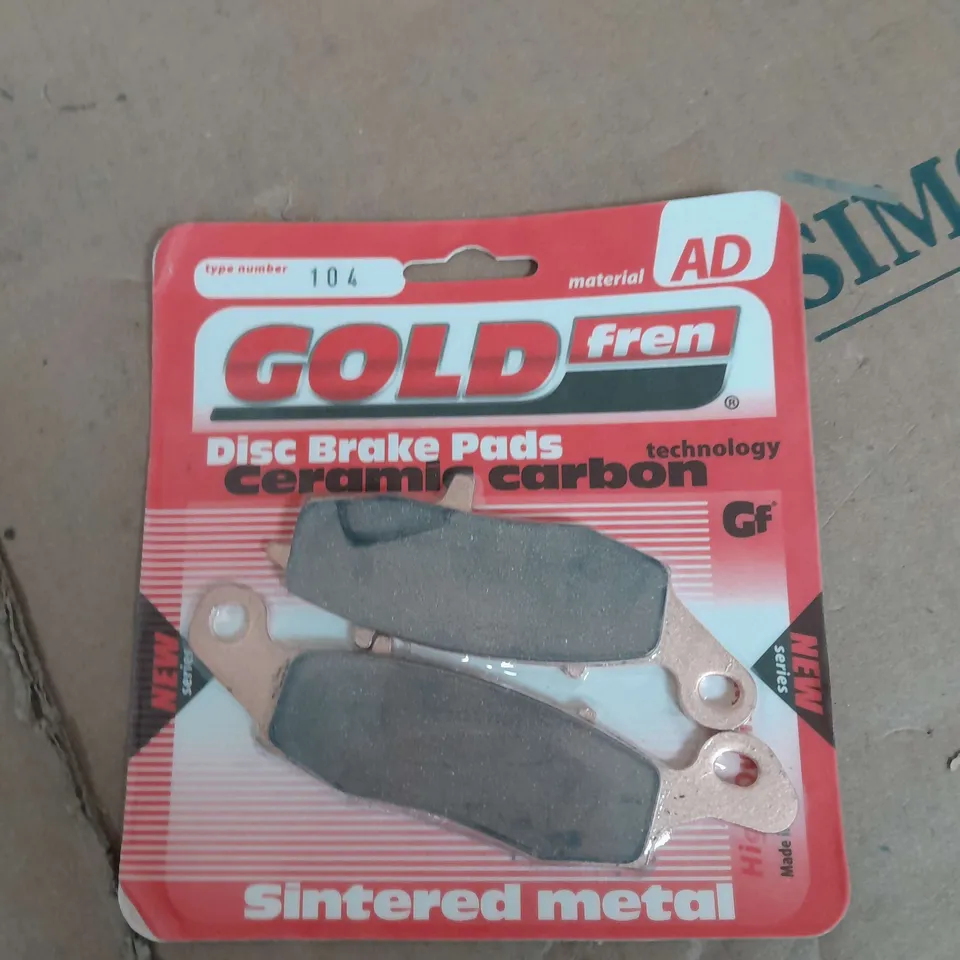 type number 104
material AD
GOLD fren ®
Disc Brake Pads
technology
Ceramic carbon
Gf
NEW
series
NEW
series
Made
Sintered metal